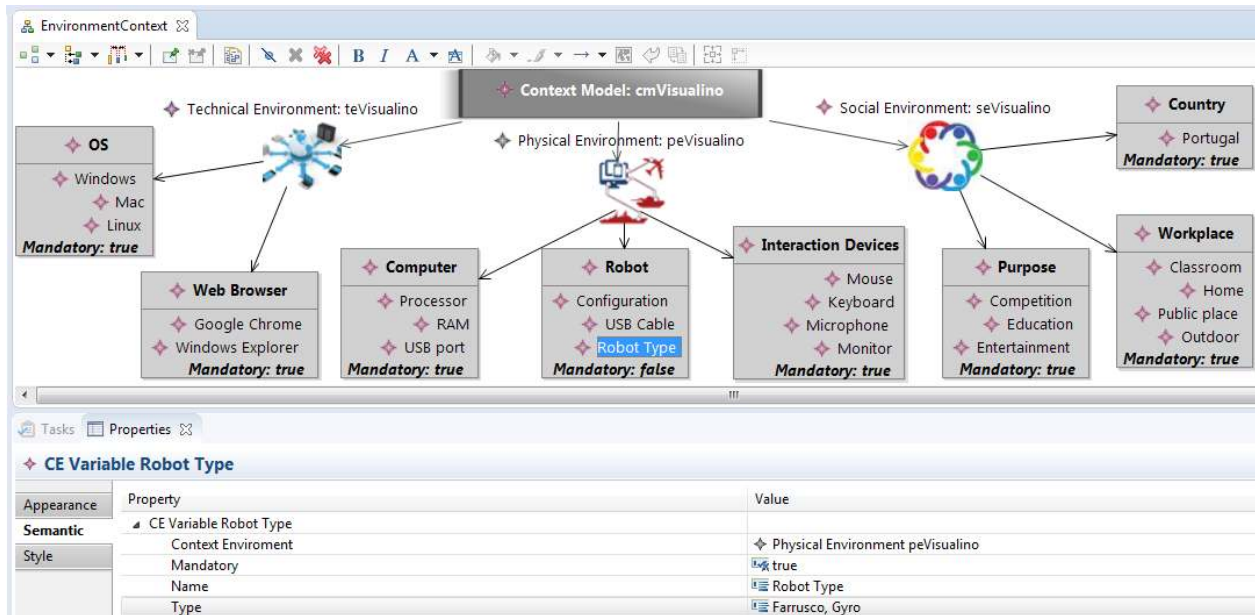 EnvironmentContext
B I A
Context Model: cmVisualino
Technical Environment: teVisualino
Physical Environment: peVisualino
Social Environment: seVisualino
OS
Windows
Mac
Linux
Mandatory: true
Web Browser
Google Chrome
Windows Explorer
Mandatory: true
Computer
Processor
RAM
USB port
Mandatory: true
Robot
Configuration
USB Cable
Robot Type
Mandatory: false
Interaction Devices
Mouse
Keyboard
Microphone
Monitor
Mandatory: true
Purpose
Competition
Education
Entertainment
Mandatory: true
Country
Portugal
Mandatory: true
Workplace
Classroom
Home
Public place
Outdoor
Mandatory: true
Tasks Properties
CE Variable Robot Type
Appearance
Semantic
Style
Property Value
CE Variable Robot Type
Context Enviroment Physical Environment peVisualino
Mandatory true
Name Robot Type
Type Farrusco, Gyro